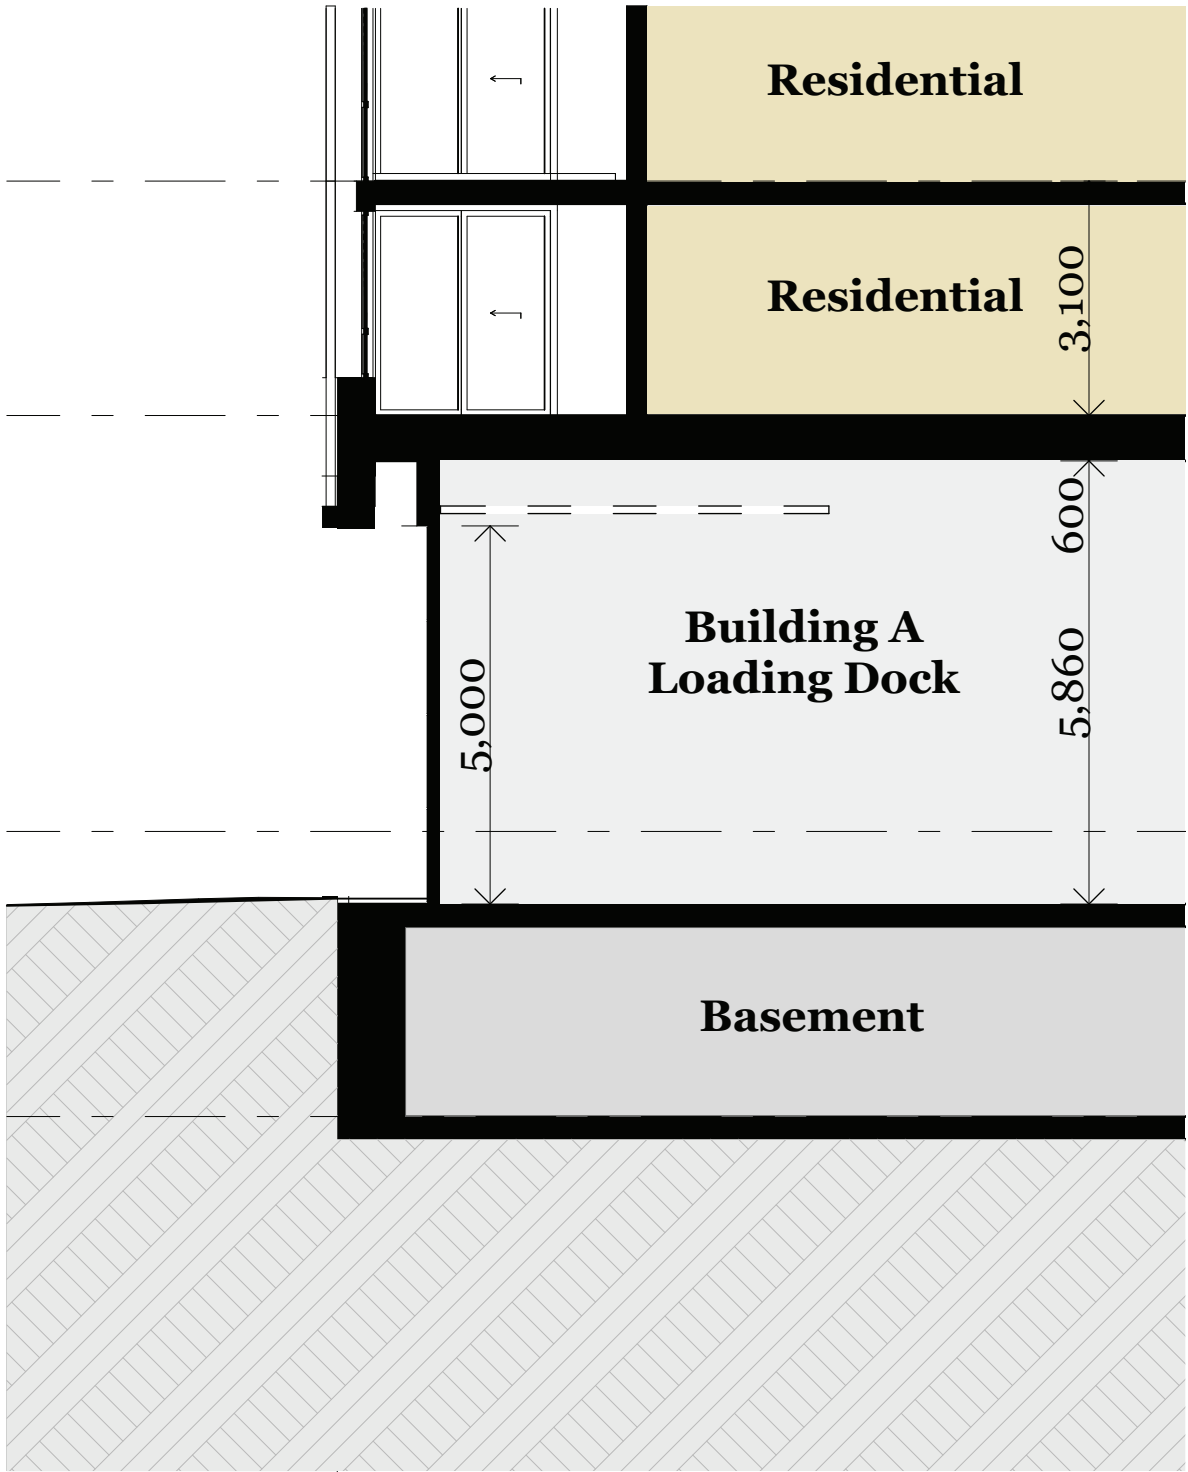 Residential
Residential
3,100
600
Building A
Loading Dock
5,860
5,000
Basement